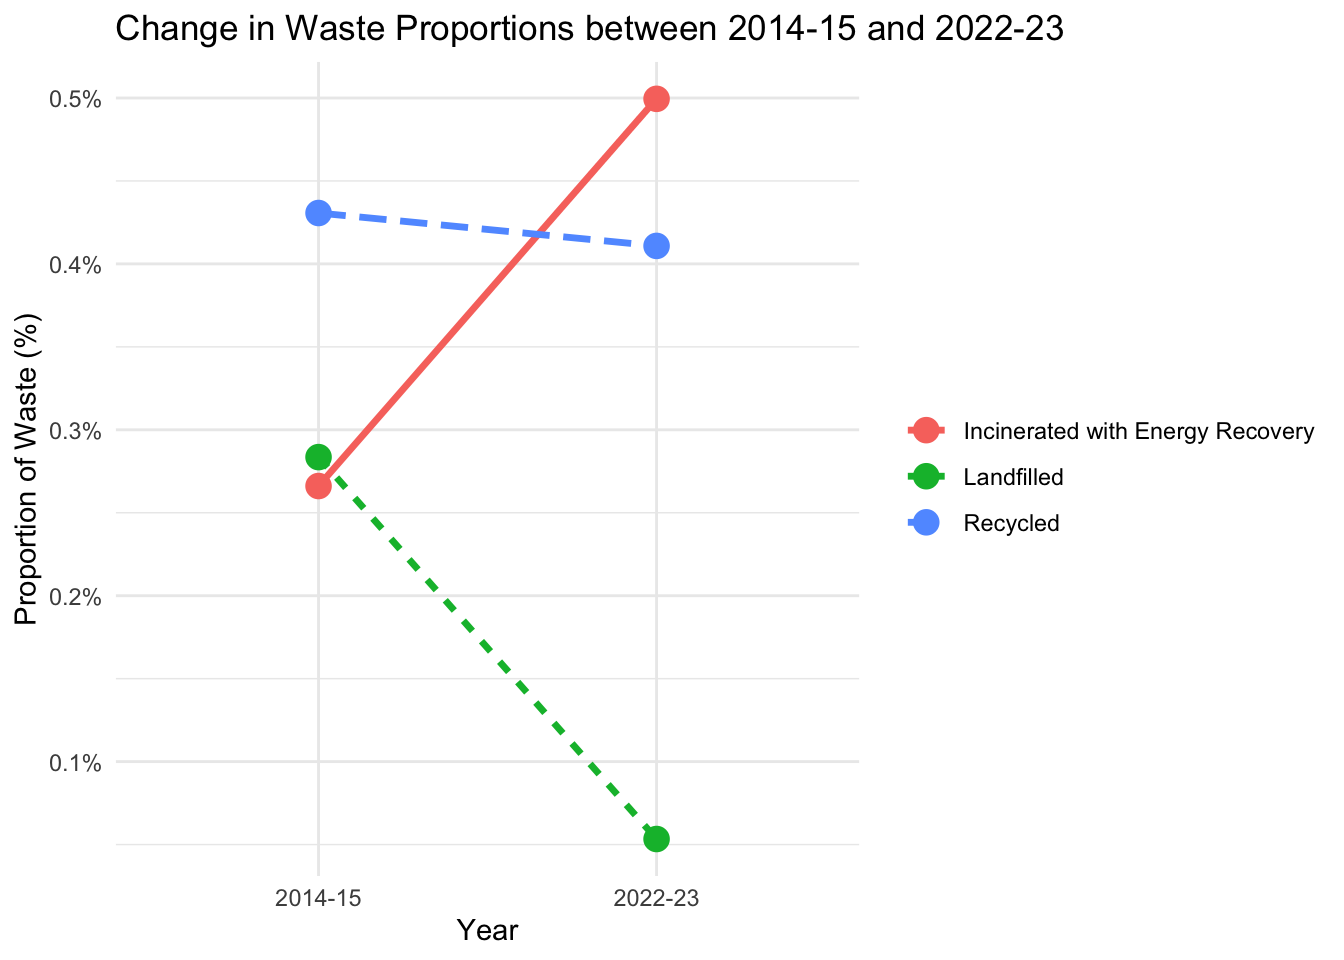 Change in Waste Proportions between 2014-15 and 2022-23
Proportion of Waste (%)
0.5%
0.4%
0.3%
0.2%
0.1%
2014-15
2022-23
Year
Incinerated with Energy Recovery
Landfilled
Recycled